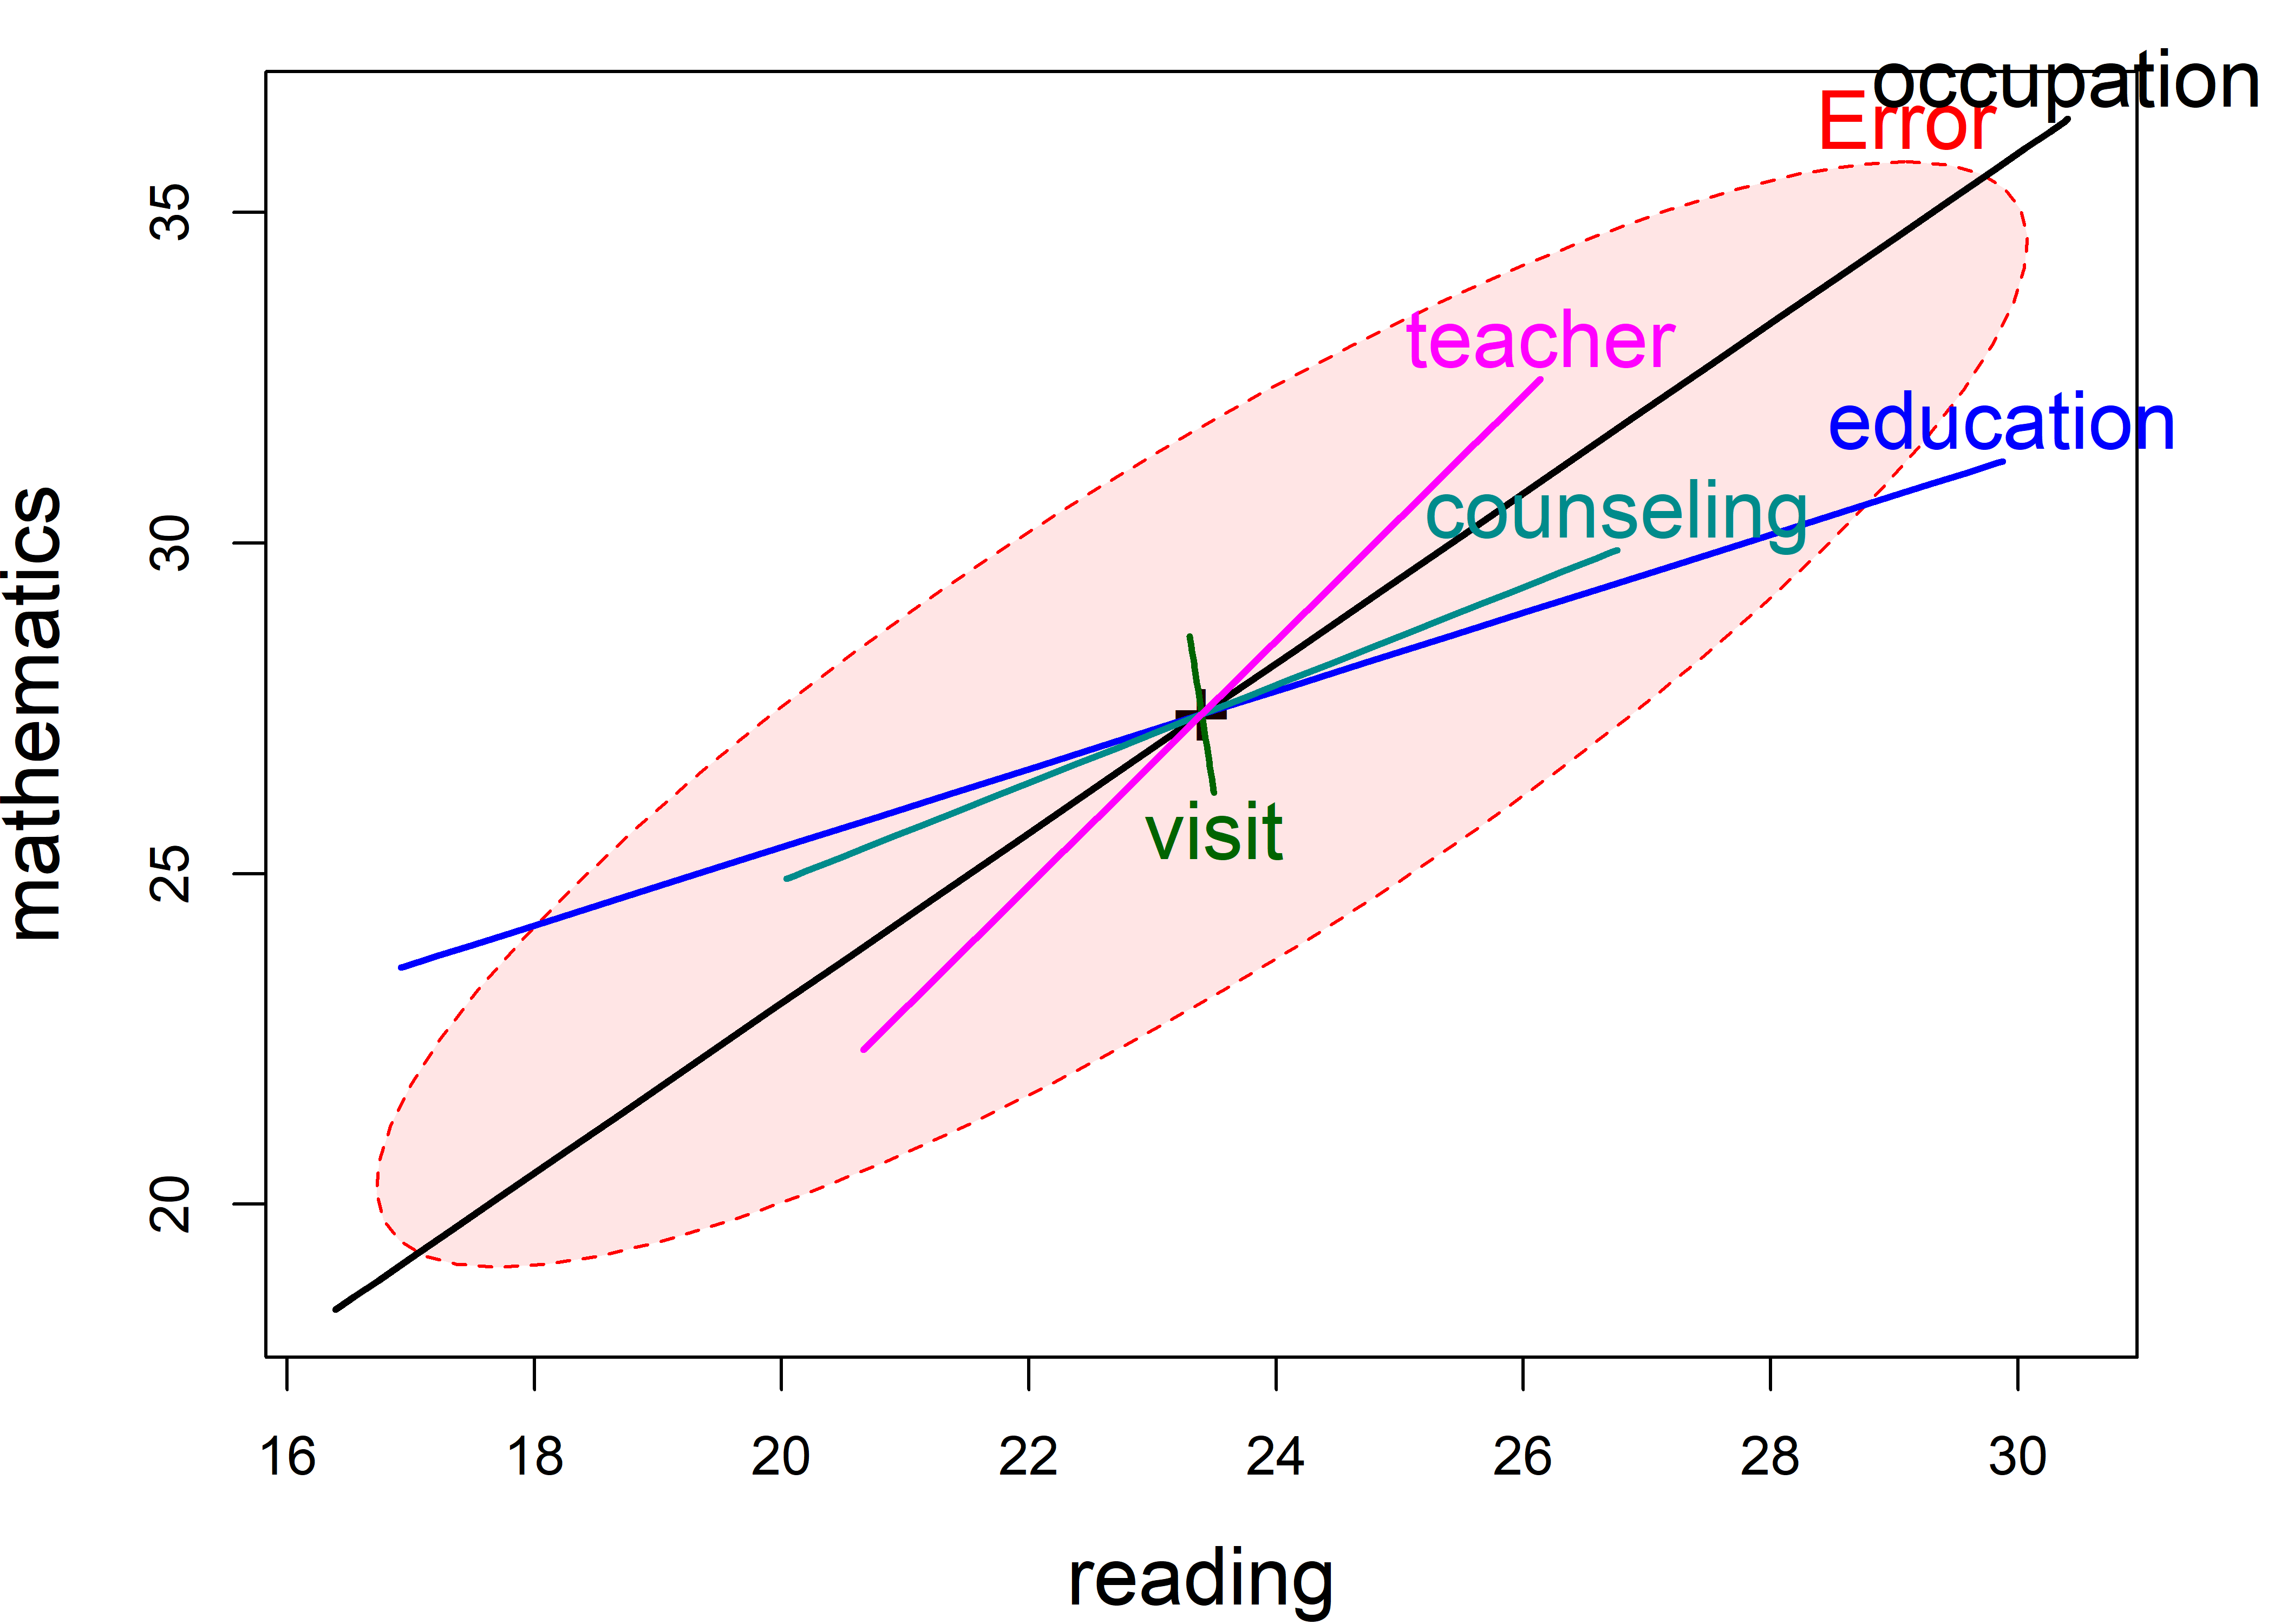 occupation
Error
teacher
education
counseling
visit
mathematics
35
30
25
20
16 18 20 22 24 26 28 30
reading